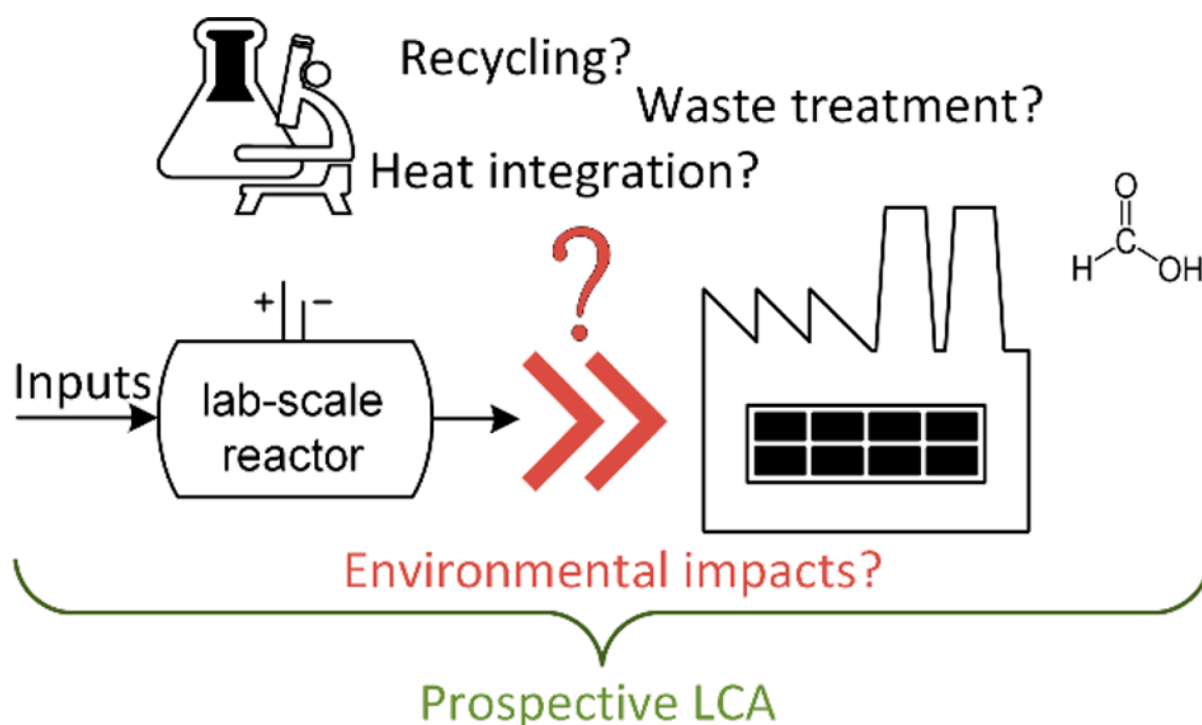 Recycling?
Waste treatment?
Heat integration?
?
O
H
C
OH
+
−
Inputs
lab-scale
reactor
Environmental impacts?
Prospective LCA